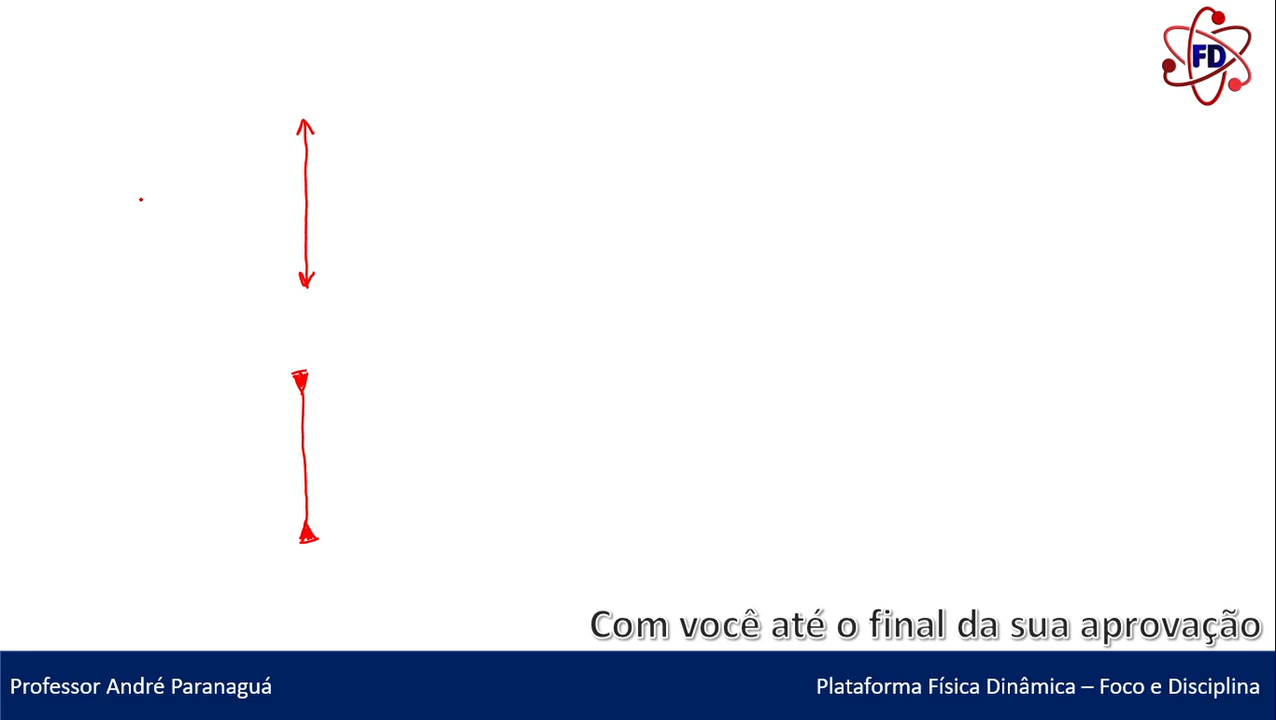 FD
Com você até o final da sua aprovação
Professor André Paranaguá
Plataforma Física Dinâmica – Foco e Disciplina